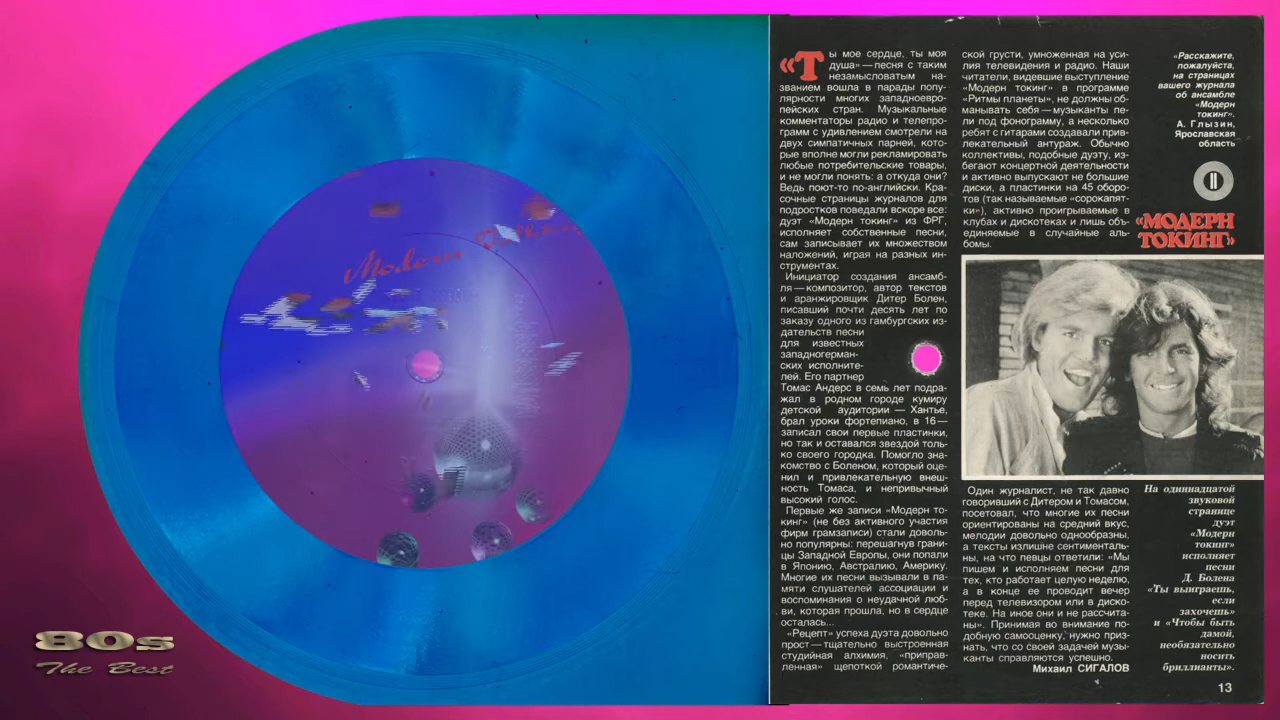 Modern Talking
80s
The Best
«Ты мое сердце, ты моя
душа» — песня с таким
незамысловатым на-
званием вошла в парады попу-
лярности многих западноевро-
пейских стран. Музыкальные
комментаторы радио и телепро-
грамм с удивлением смотрели на
двух симпатичных парней, кото-
рые вполне могли рекламировать
любые потребительские товары,
и не могли понять: а откуда они?
Ведь поют-то по-английски. Кра-
сочные страницы журналов для
подростков поведали вскоре все:
дуэт «Модерн токинг» из ФРГ,
исполняет собственные песни,
сам записывает их множеством
наложений, играя на разных ин-
струментах.
Инициатор создания ансамб-
ля — композитор, автор текстов
и аранжировщик Дитер Болен,
писавший почти десять лет по
заказу одного из гамбургских из-
дательств песни
для известных
западногерман-
ских исполните-
лей. Его партнер
Томас Андерс в семь лет подра-
жал в родном городе кумиру
детской аудитории — Хантье,
брал уроки фортепиано, в 16 —
записал свои первые пластинки,
но так и оставался звездой толь-
ко своего городка. Помогло зна-
комство с Боленом, который оце-
нил и привлекательную внеш-
ность Томаса, и непривычный
высокий голос.
Первые же записи «Модерн то-
кинг» (не без активного участия
фирм грамзаписи) стали доволь-
но популярны: перешагнув грани-
цы Западной Европы, они попали
в Японию, Австралию, Америку.
Многие их песни вызывали в па-
мяти слушателей ассоциации и
воспоминания о неудачной люб-
ви, которая прошла, но в сердце
осталась...
«Рецепт» успеха дуэта довольно
прост — тщательно выстроенная
студийная алхимия, «приправ-
ленная» щепоткой романтиче-
ской грусти, умноженная на уси-
лия телевидения и радио. Наши
читатели, видевшие выступление
«Модерн токинг» в программе
«Ритмы планеты», не должны об-
манывать себя — музыканты пе-
ли под фонограмму, а несколько
ребят с гитарами создавали прив-
лекательный антураж. Обычно
коллективы, подобные дуэту, из-
бегают концертной деятельности
и активно выпускают не большие
диски, а пластинки на 45 оборо-
тов (так называемые «сорокапят-
ки»), активно проигрываемые в
клубах и дискотеках и лишь объ-
единяемые в случайные аль-
бомы.
Один журналист, не так давно
говоривший с Дитером и Томасом,
посетовал, что многие их песни
ориентированы на средний вкус,
мелодии довольно однообразны,
а тексты излишне сентименталь-
ны, на что певцы ответили: «Мы
пишем и исполняем песни для
тех, кто работает целую неделю,
а в конце ее проводит вечер
перед телевизором или в диско-
теке. На иное они и не рассчита-
ны». Принимая во внимание по-
добную самооценку, нужно приз-
нать, что со своей задачей музы-
канты справляются успешно.
Михаил СИГАЛОВ
«Расскажите,
пожалуйста,
на страницах
вашего журнала
об ансамбле
«Модерн
токинг».
А. Глызин,
Ярославская
область
«МОДЕРН
ТОКИНГ»
На одиннадцатой
звуковой
странице
дуэт
«Модерн
токинг»
исполняет
песни
Д. Болена
«Ты выиграешь,
если
захочешь»
и «Чтобы быть
дамой,
необязательно
носить
бриллианты».
13